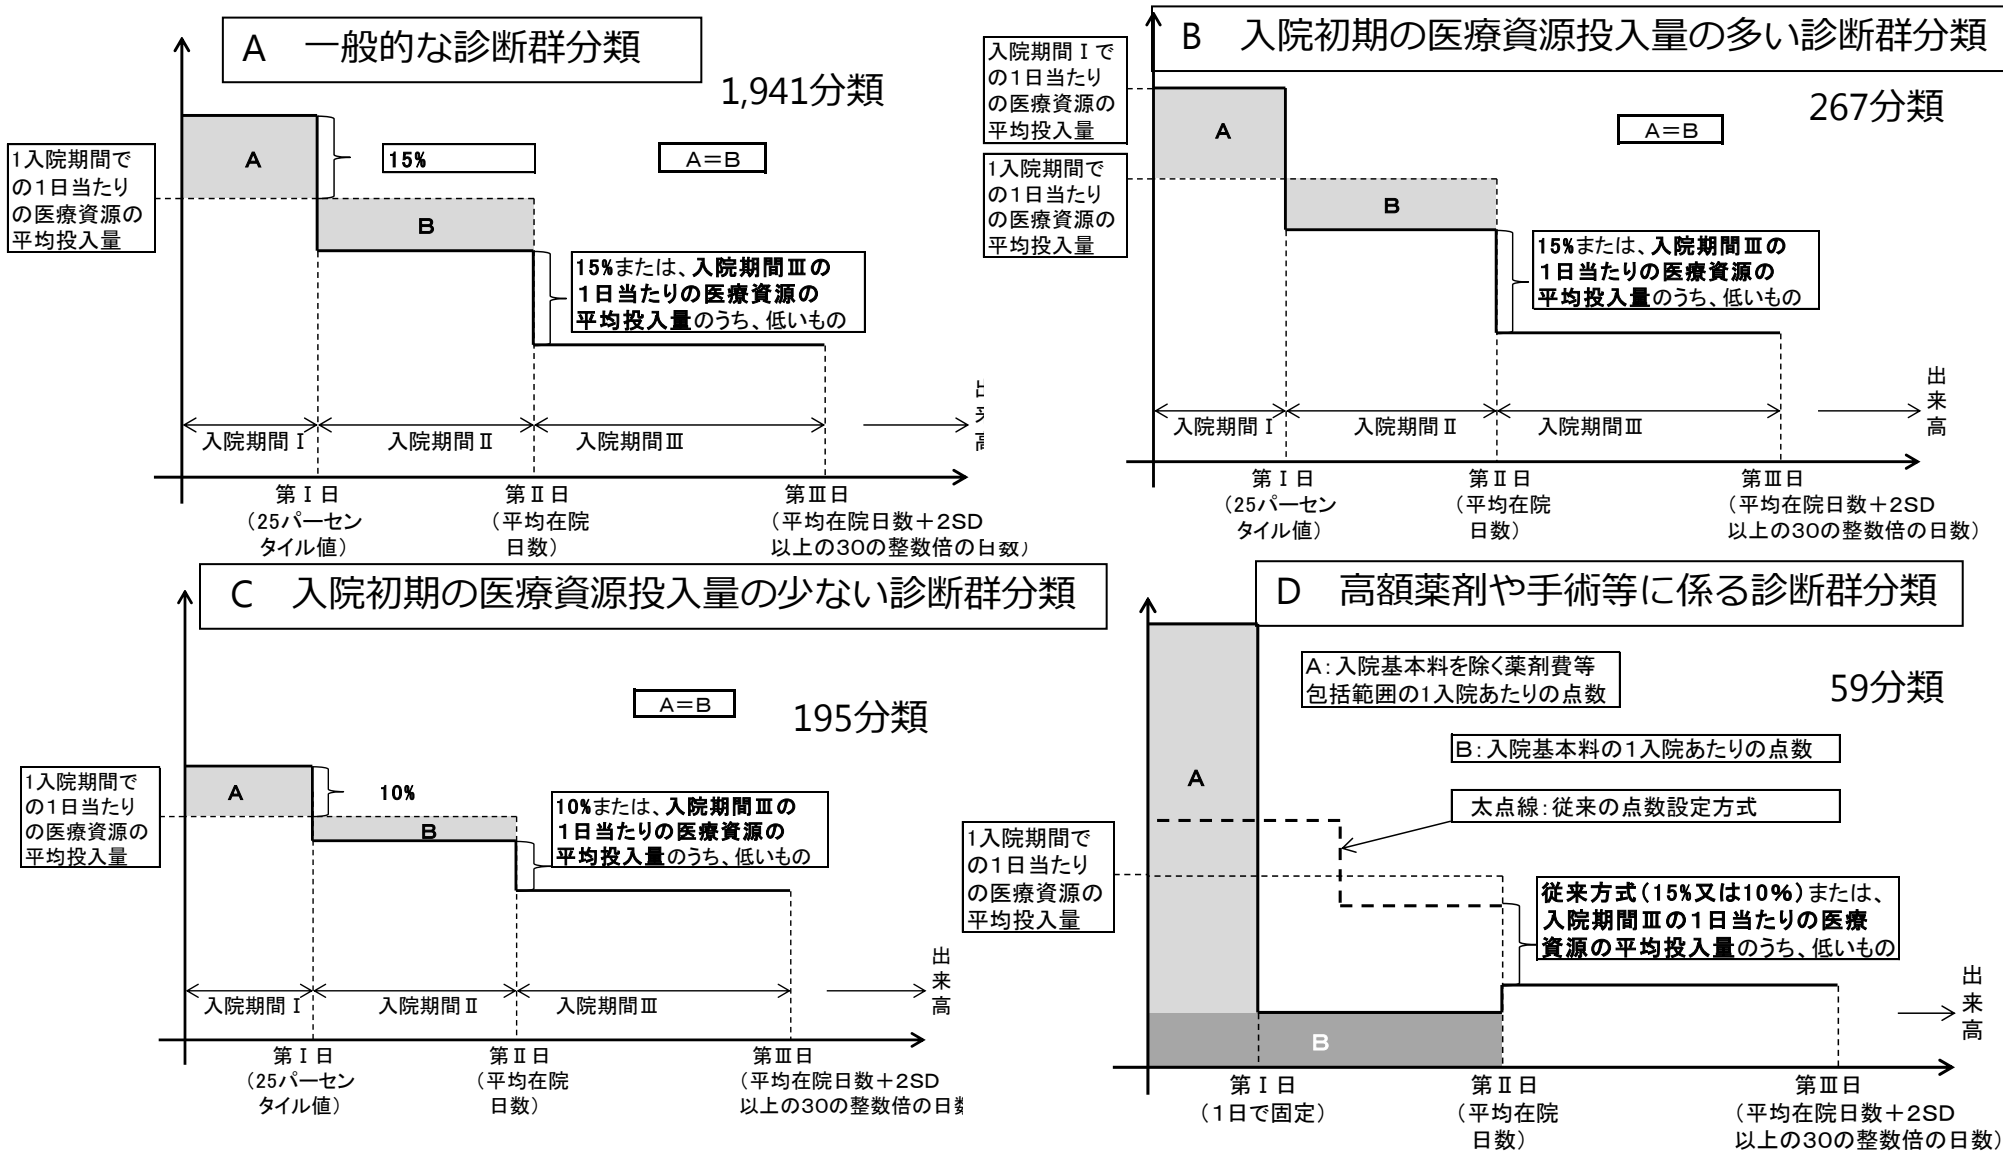 A　一般的な診断群分類
1,941分類
1入院期間で
の1日当たり
の医療資源の
平均投入量
A
15%
A＝B
B
15%または、入院期間Ⅲの
1日当たりの医療資源の
平均投入量のうち、低いもの
入院期間Ⅰ
入院期間Ⅱ
入院期間Ⅲ
出
来
高
第Ⅰ日
（25パーセン
タイル値）
第Ⅱ日
（平均在院
日数）
第Ⅲ日
（平均在院日数＋2SD
以上の30の整数倍の日数）
B　入院初期の医療資源投入量の多い診断群分類
267分類
入院期間Ⅰで
の1日当たり
の医療資源の
平均投入量
1入院期間で
の1日当たり
の医療資源の
平均投入量
A
A＝B
B
15%または、入院期間Ⅲの
1日当たりの医療資源の
平均投入量のうち、低いもの
入院期間Ⅰ
入院期間Ⅱ
入院期間Ⅲ
出
来
高
第Ⅰ日
（25パーセン
タイル値）
第Ⅱ日
（平均在院
日数）
第Ⅲ日
（平均在院日数＋2SD
以上の30の整数倍の日数）
C　入院初期の医療資源投入量の少ない診断群分類
A＝B
195分類
1入院期間で
の1日当たり
の医療資源の
平均投入量
A
10%
B
10%または、入院期間Ⅲの
1日当たりの医療資源の
平均投入量のうち、低いもの
入院期間Ⅰ
入院期間Ⅱ
入院期間Ⅲ
出
来
高
第Ⅰ日
（25パーセン
タイル値）
第Ⅱ日
（平均在院
日数）
第Ⅲ日
（平均在院日数＋2SD
以上の30の整数倍の日数
D　高額薬剤や手術等に係る診断群分類
A：入院基本料を除く薬剤費等
包括範囲の1入院あたりの点数
59分類
B：入院基本料の1入院あたりの点数
太点線：従来の点数設定方式
A
1入院期間で
の1日当たり
の医療資源の
平均投入量
従来方式（15%又は10%）または、
入院期間Ⅲの1日当たりの医療
資源の平均投入量のうち、低いもの
B
出
来
高
第Ⅰ日
（1日で固定）
第Ⅱ日
（平均在院
日数）
第Ⅲ日
（平均在院日数＋2SD
以上の30の整数倍の日数）